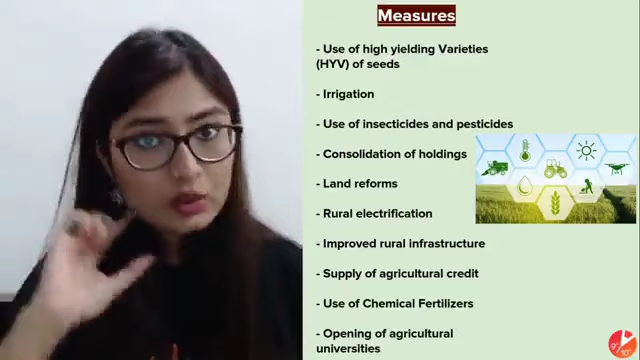 Measures
- Use of high yielding Varieties
(HYV) of seeds
- Irrigation
- Use of insecticides and pesticides
- Consolidation of holdings
- Land reforms
- Rural electrification
- Improved rural infrastructure
- Supply of agricultural credit
- Use of Chemical Fertilizers
- Opening of agricultural
universities